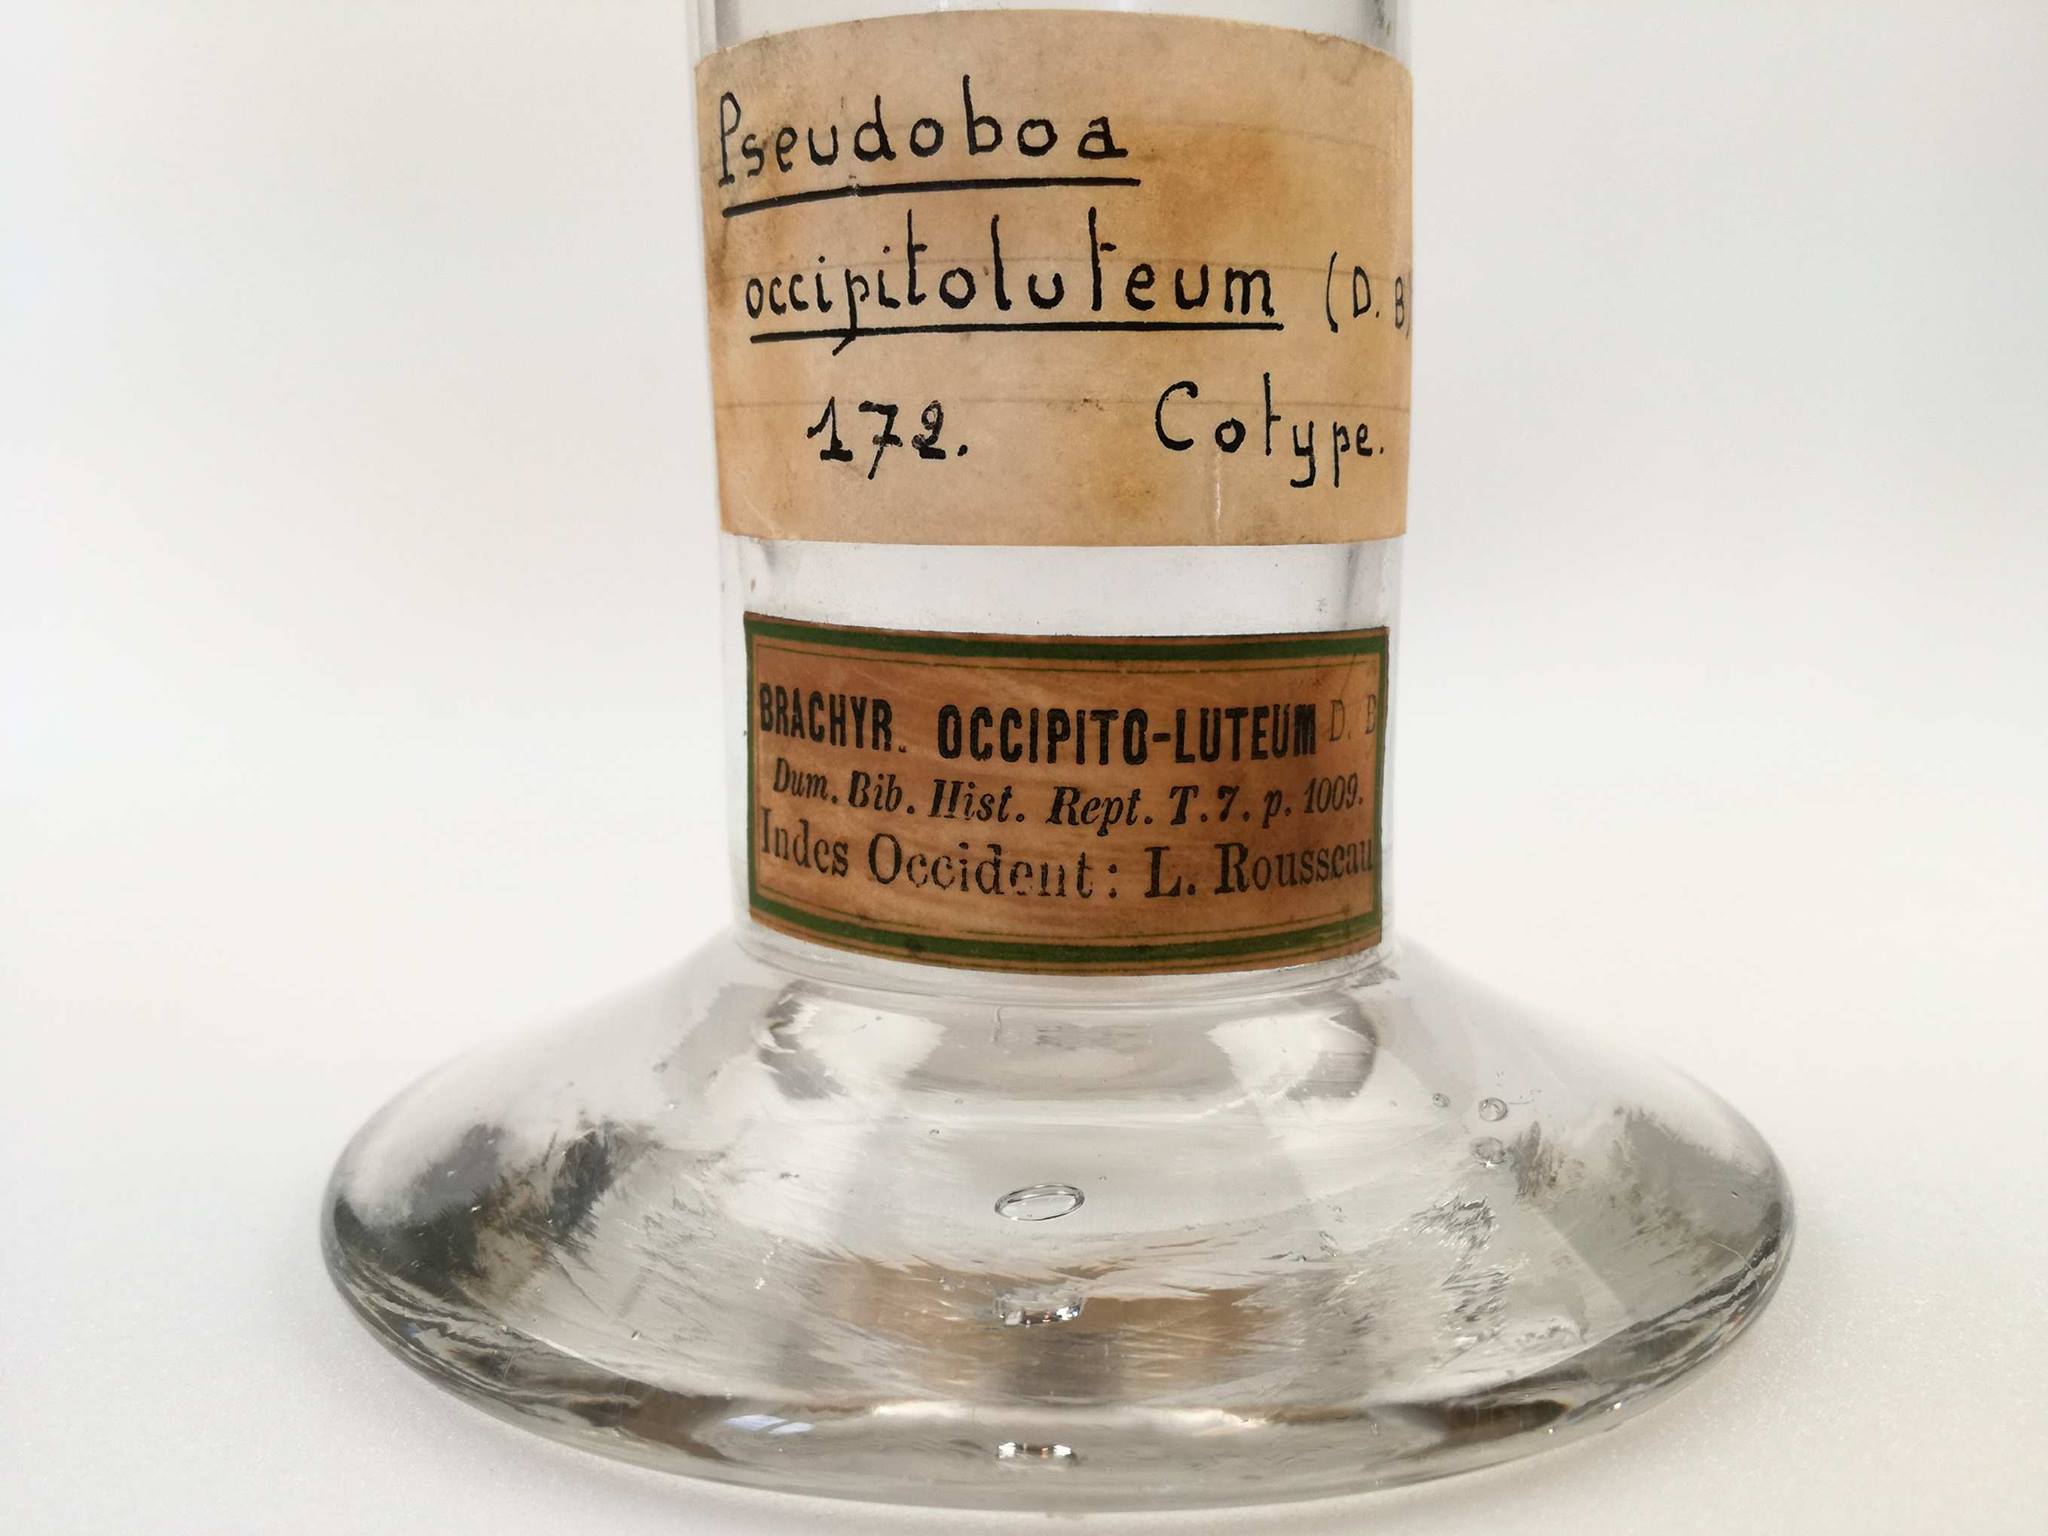 Pseudoboa
occipitoluteum (D. B)
172. Cotype.
BRACHYR. OCCIPITO-LUTEUM D. B
Dum. Bib. Hist. Rept. T. 7. p. 1009.
Indes Occident: L. Rousseau